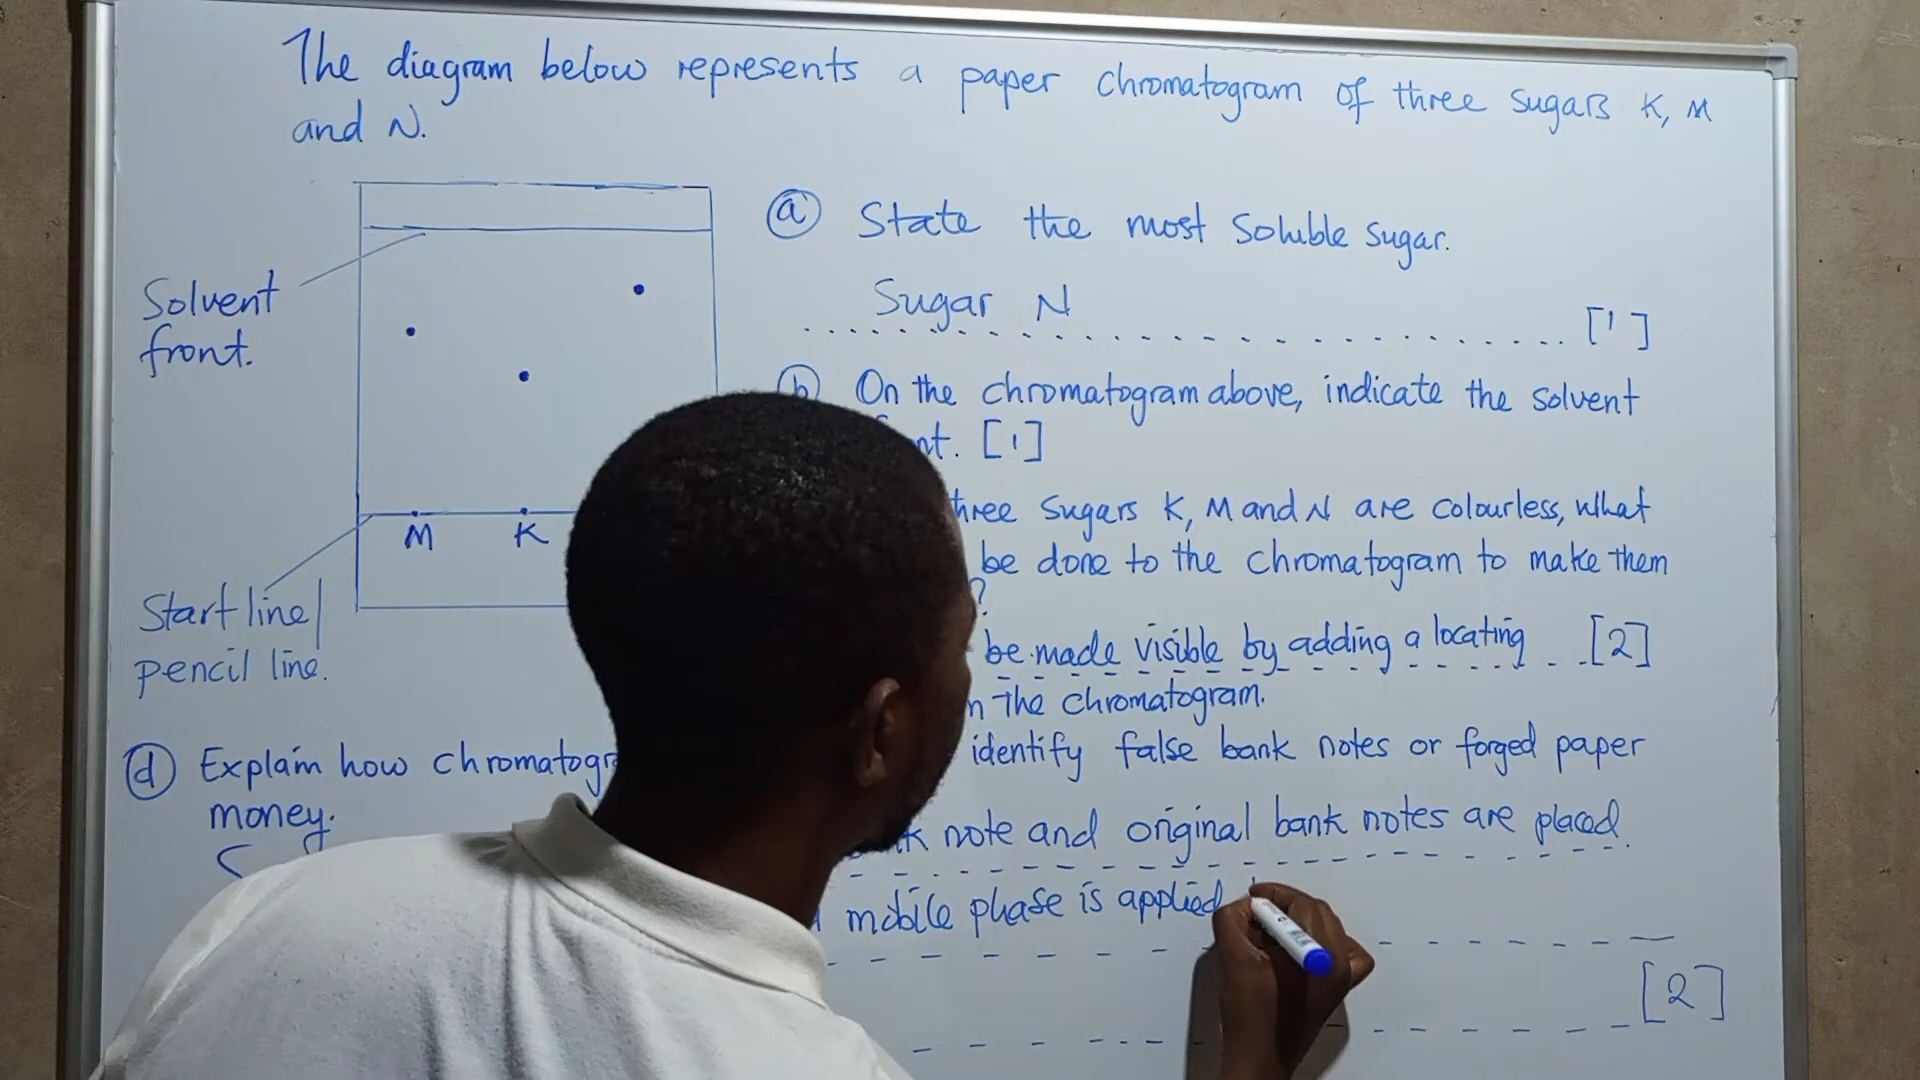 The diagram below represents a paper chromatogram of three sugars K, M
and N.
Solvent
front.
M K
Start line/
pencil line.
(a) State the most soluble sugar.
Sugar N
[1]
(b) On the chromatogram above, indicate the solvent
nt. [1]
three sugars K, M and N are colourless, what
be done to the chromatogram to make them
?
be made visible by adding a locating [2]
n the chromatogram.
(d) Explain how chromatogr identify false bank notes or forged paper
money.
note and original bank notes are placed.
mobile phase is applied
[2]